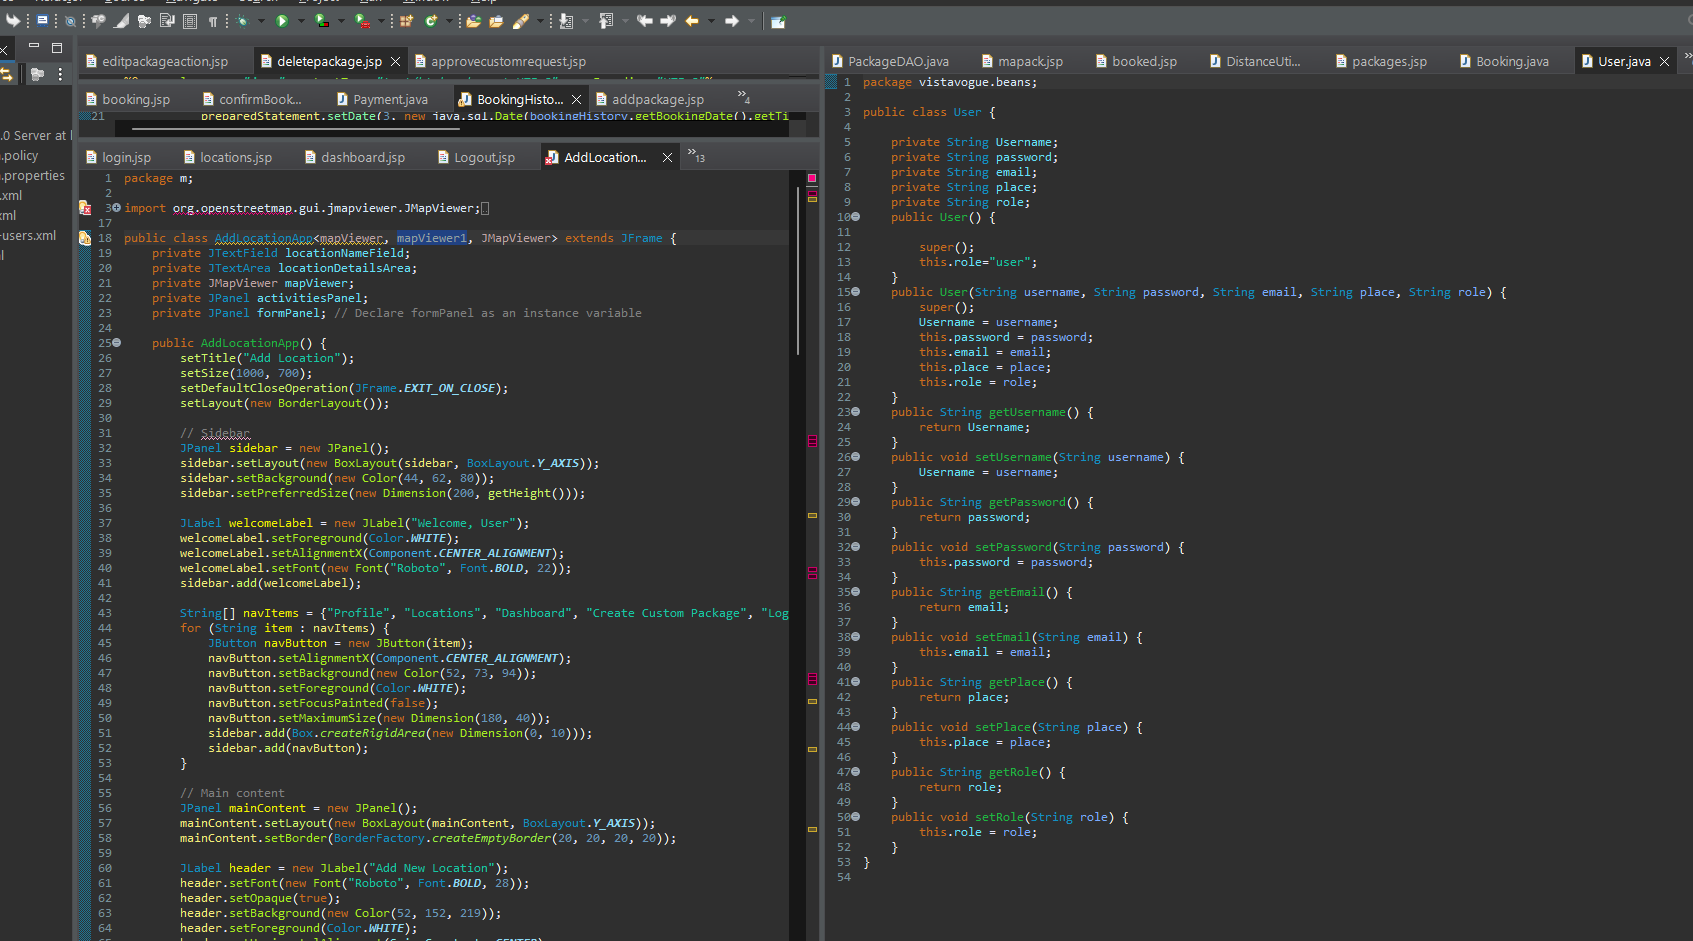 editpackageaction.jsp deletepackage.jsp approvecustomrequest.jsp
booking.jsp confirmBook... Payment.java BookingHisto... addpackage.jsp »4
21 preparedStatement.setDate(3, new java.sql.Date(bookingHistory.getBookingDate().getTi
login.jsp locations.jsp dashboard.jsp Logout.jsp AddLocation... »13
.0 Server at l
.policy
.properties
.xml
xml
-users.xml
1 package m;
2
3 import org.openstreetmap.gui.jmapviewer.JMapViewer;
17
18 public class AddLocationApp<mapViewer, mapViewer1, JMapViewer> extends JFrame {
19 private JTextField locationNameField;
20 private JTextArea locationDetailsArea;
21 private JMapViewer mapViewer;
22 private JPanel activitiesPanel;
23 private JPanel formPanel; // Declare formPanel as an instance variable
24
25 public AddLocationApp() {
26 setTitle("Add Location");
27 setSize(1000, 700);
28 setDefaultCloseOperation(JFrame.EXIT_ON_CLOSE);
29 setLayout(new BorderLayout());
30
31 // Sidebar
32 JPanel sidebar = new JPanel();
33 sidebar.setLayout(new BoxLayout(sidebar, BoxLayout.Y_AXIS));
34 sidebar.setBackground(new Color(44, 62, 80));
35 sidebar.setPreferredSize(new Dimension(200, getHeight()));
36
37 JLabel welcomeLabel = new JLabel("Welcome, User");
38 welcomeLabel.setForeground(Color.WHITE);
39 welcomeLabel.setAlignmentX(Component.CENTER_ALIGNMENT);
40 welcomeLabel.setFont(new Font("Roboto", Font.BOLD, 22));
41 sidebar.add(welcomeLabel);
42
43 String[] navItems = {"Profile", "Locations", "Dashboard", "Create Custom Package", "Log
44 for (String item : navItems) {
45 JButton navButton = new JButton(item);
46 navButton.setAlignmentX(Component.CENTER_ALIGNMENT);
47 navButton.setBackground(new Color(52, 73, 94));
48 navButton.setForeground(Color.WHITE);
49 navButton.setFocusPainted(false);
50 navButton.setMaximumSize(new Dimension(180, 40));
51 sidebar.add(Box.createRigidArea(new Dimension(0, 10)));
52 sidebar.add(navButton);
53 }
54
55 // Main content
56 JPanel mainContent = new JPanel();
57 mainContent.setLayout(new BoxLayout(mainContent, BoxLayout.Y_AXIS));
58 mainContent.setBorder(BorderFactory.createEmptyBorder(20, 20, 20, 20));
59
60 JLabel header = new JLabel("Add New Location");
61 header.setFont(new Font("Roboto", Font.BOLD, 28));
62 header.setOpaque(true);
63 header.setBackground(new Color(52, 152, 219));
64 header.setForeground(Color.WHITE);
PackageDAO.java mapack.jsp booked.jsp DistanceUti... packages.jsp Booking.java User.java »
1 package vistavogue.beans;
2
3 public class User {
4
5 private String Username;
6 private String password;
7 private String email;
8 private String place;
9 private String role;
10 public User() {
11
12 super();
13 this.role="user";
14 }
15 public User(String username, String password, String email, String place, String role) {
16 super();
17 Username = username;
18 this.password = password;
19 this.email = email;
20 this.place = place;
21 this.role = role;
22 }
23 public String getUsername() {
24 return Username;
25 }
26 public void setUsername(String username) {
27 Username = username;
28 }
29 public String getPassword() {
30 return password;
31 }
32 public void setPassword(String password) {
33 this.password = password;
34 }
35 public String getEmail() {
36 return email;
37 }
38 public void setEmail(String email) {
39 this.email = email;
40 }
41 public String getPlace() {
42 return place;
43 }
44 public void setPlace(String place) {
45 this.place = place;
46 }
47 public String getRole() {
48 return role;
49 }
50 public void setRole(String role) {
51 this.role = role;
52 }
53 }
54